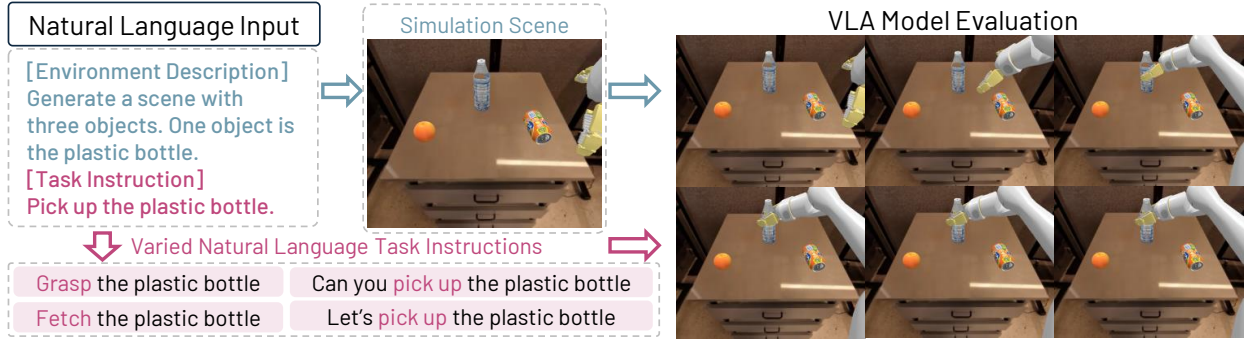 Natural Language Input
[Environment Description]
Generate a scene with
three objects. One object is
the plastic bottle.
[Task Instruction]
Pick up the plastic bottle.
Simulation Scene
VLA Model Evaluation
Varied Natural Language Task Instructions
Grasp the plastic bottle
Can you pick up the plastic bottle
Fetch the plastic bottle
Let's pick up the plastic bottle